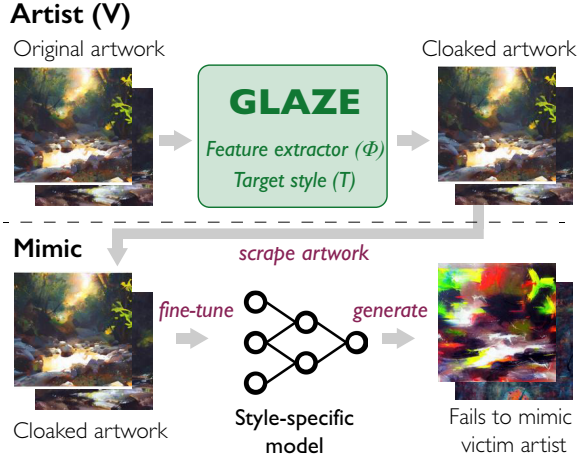 Artist (V)
Original artwork
Cloaked artwork
GLAZE
Feature extractor (Φ)
Target style (T)
Mimic
scrape artwork
fine-tune
generate
Cloaked artwork
Style-specific
model
Fails to mimic
victim artist